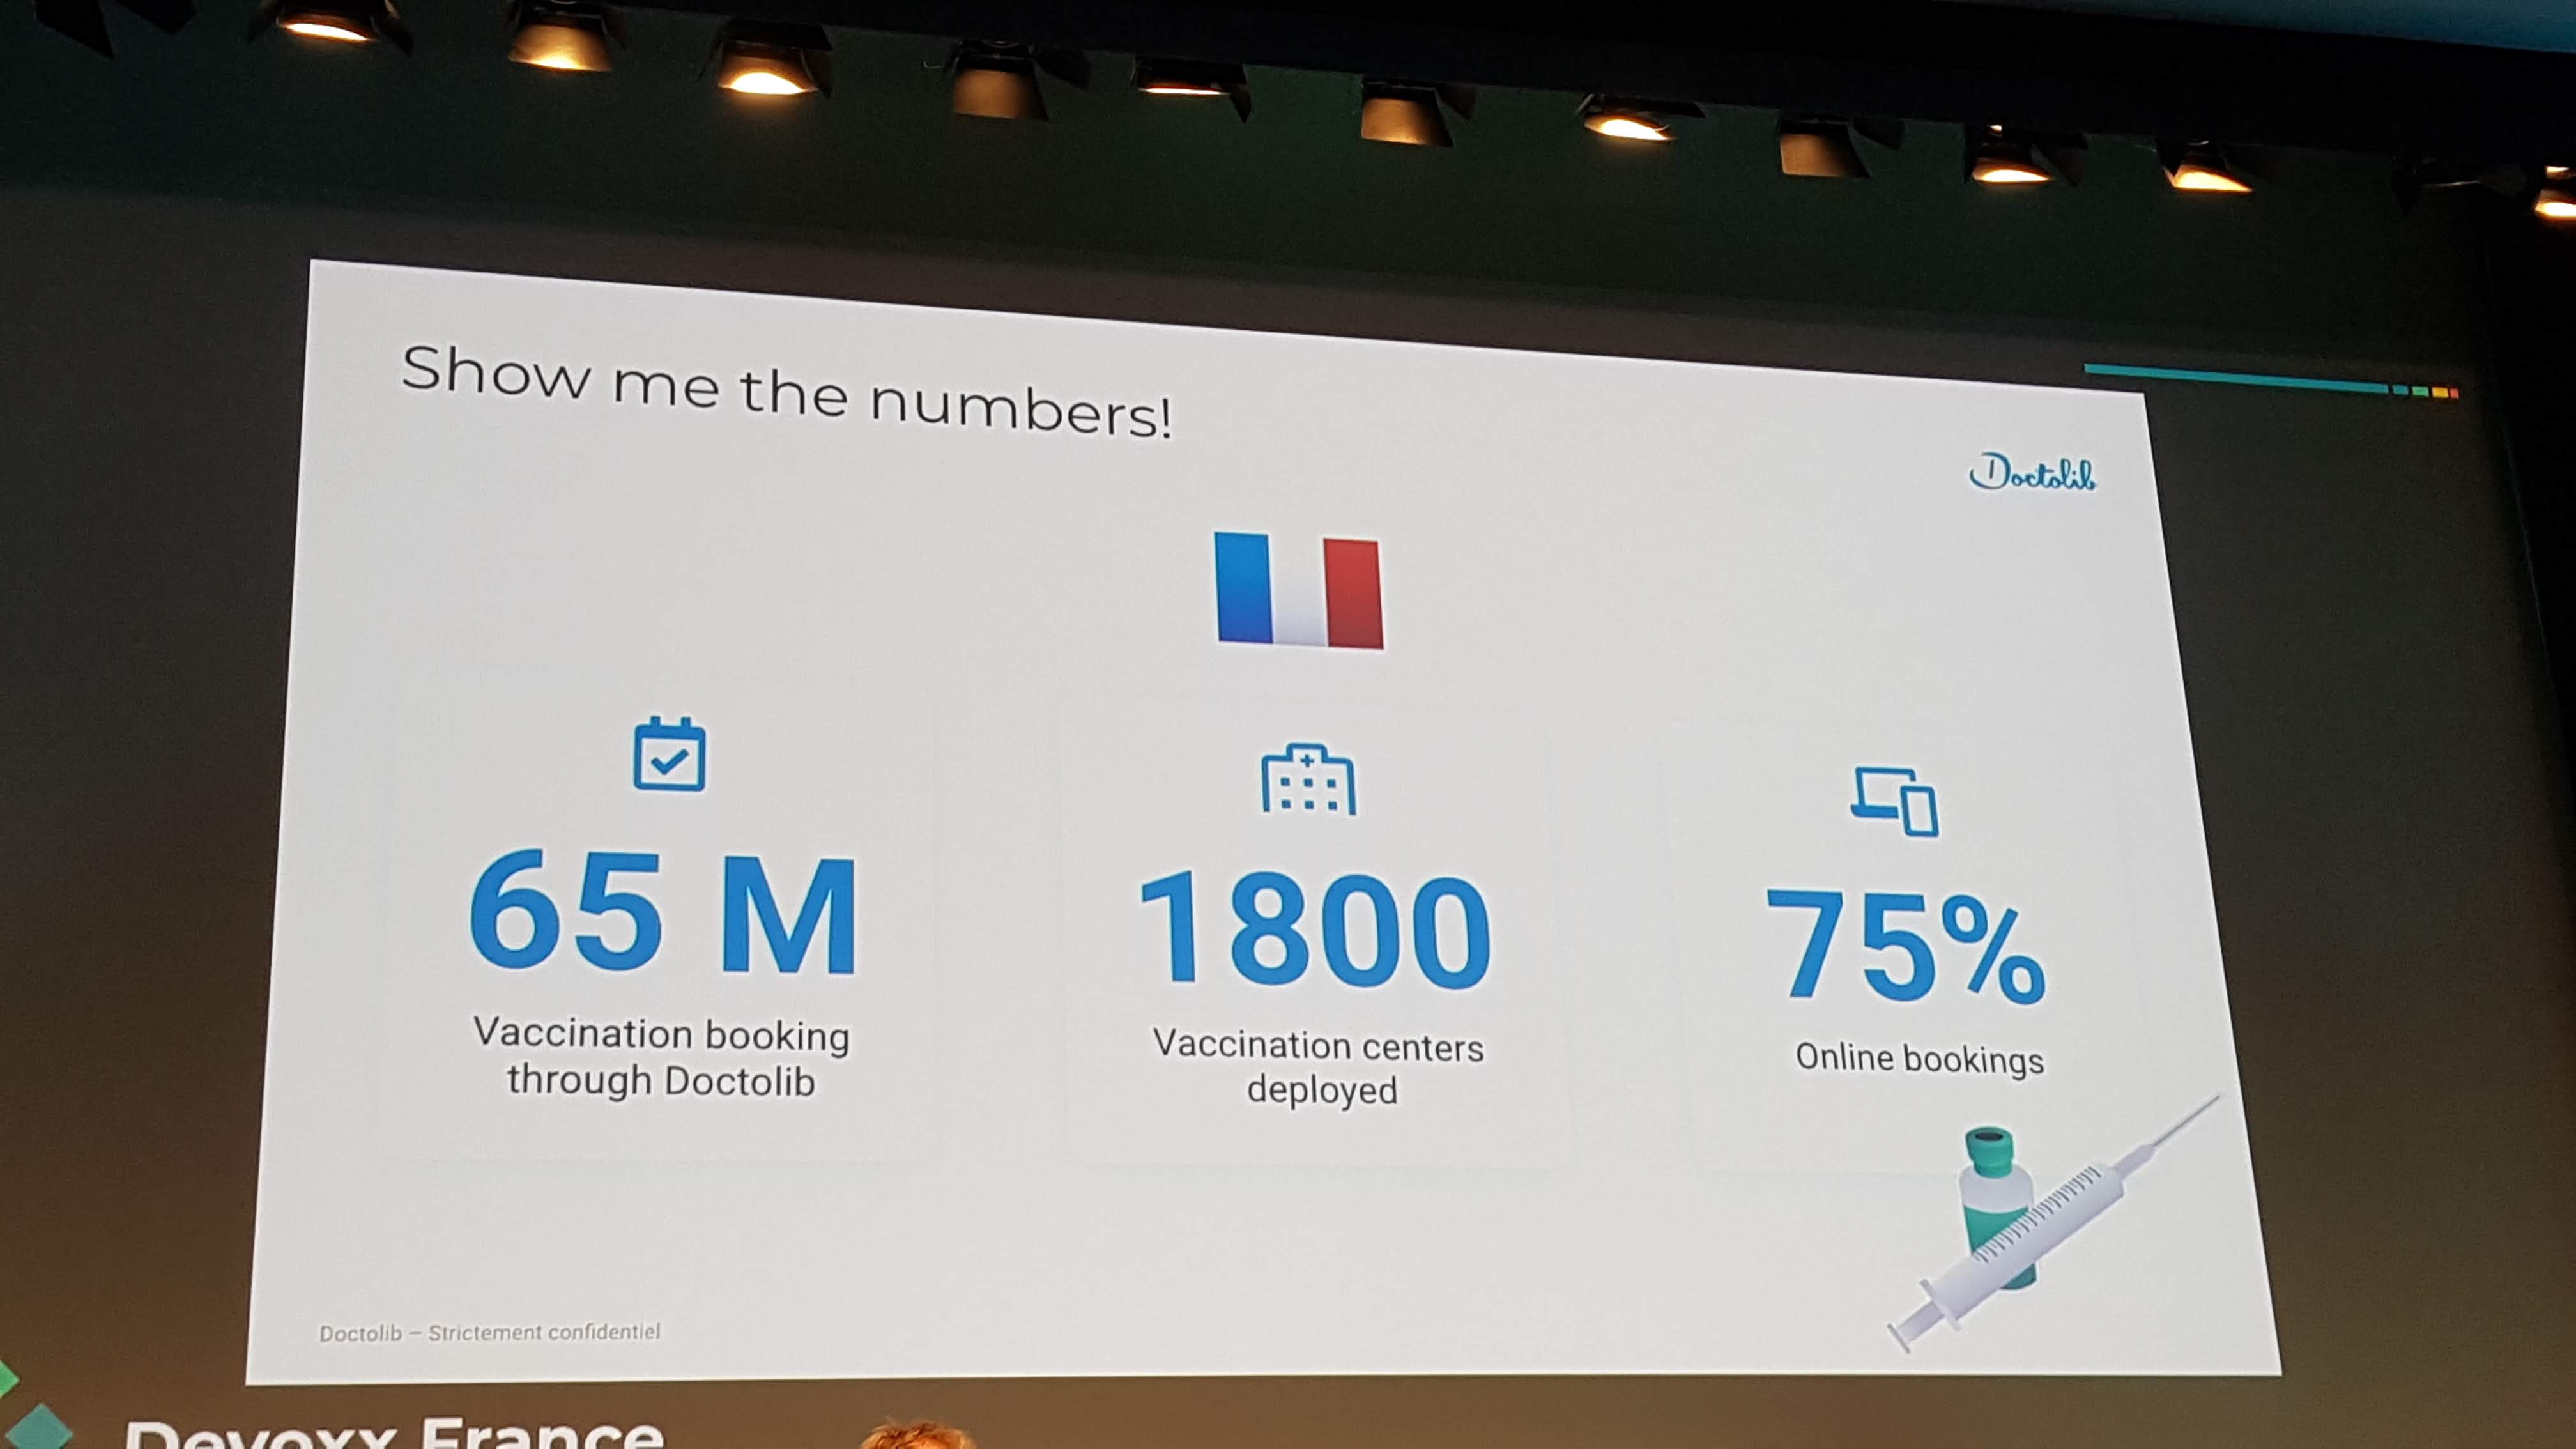 Show me the numbers!
Doctolib
65 M
Vaccination booking
through Doctolib
1800
Vaccination centers
deployed
75%
Online bookings
Doctolib – Strictement confidentiel
Devoxx France